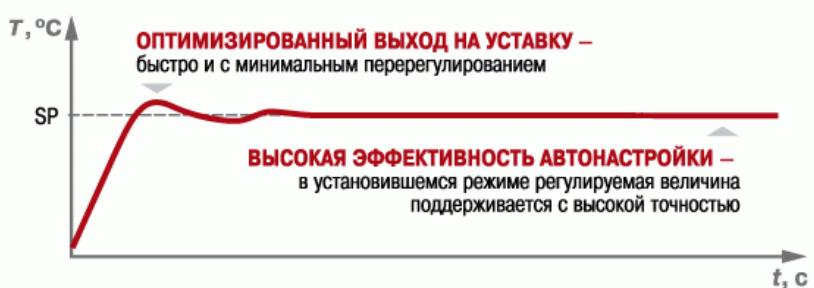 T, °C
ОПТИМИЗИРОВАННЫЙ ВЫХОД НА УСТАВКУ –
быстро и с минимальным перерегулированием
SP
ВЫСОКАЯ ЭФФЕКТИВНОСТЬ АВТОНАСТРОЙКИ –
в установившемся режиме регулируемая величина
поддерживается с высокой точностью
t, с